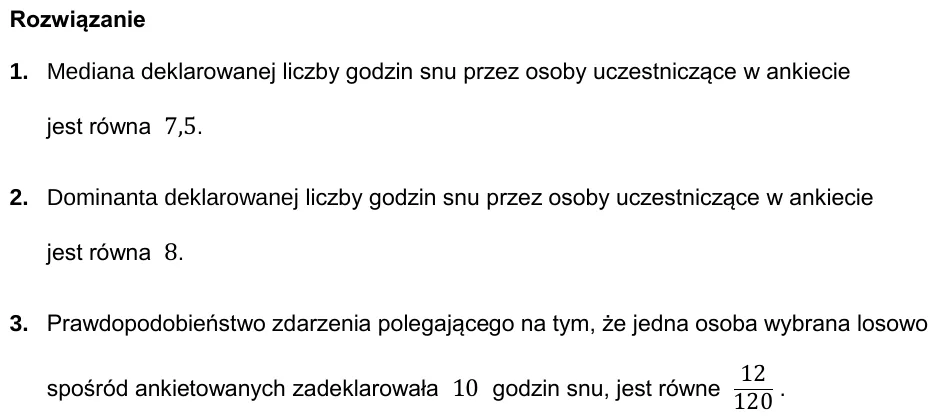 Rozwiązanie
1. Mediana deklarowanej liczby godzin snu przez osoby uczestniczące w ankiecie
jest równa 7,5.
2. Dominanta deklarowanej liczby godzin snu przez osoby uczestniczące w ankiecie
jest równa 8.
3. Prawdopodobieństwo zdarzenia polegającego na tym, że jedna osoba wybrana losowo
spośród ankietowanych zadeklarowała 10 godzin snu, jest równe 12/120.